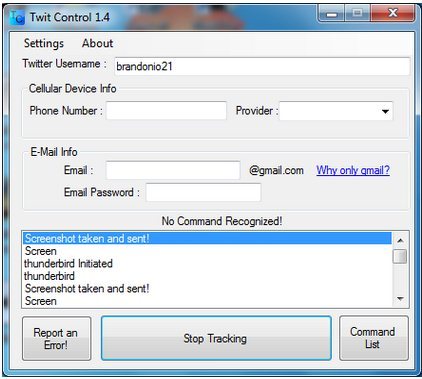 TC Twit Control 1.4
Settings About
Twitter Username : brandonio21
Cellular Device Info
Phone Number : Provider :
E-Mail Info
Email : @gmail.com Why only gmail?
Email Password :
No Command Recognized!
Screenshot taken and sent!
Screen
thunderbird Initiated
thunderbird
Screenshot taken and sent!
Screen
Report an
Error!
Stop Tracking
Command
List